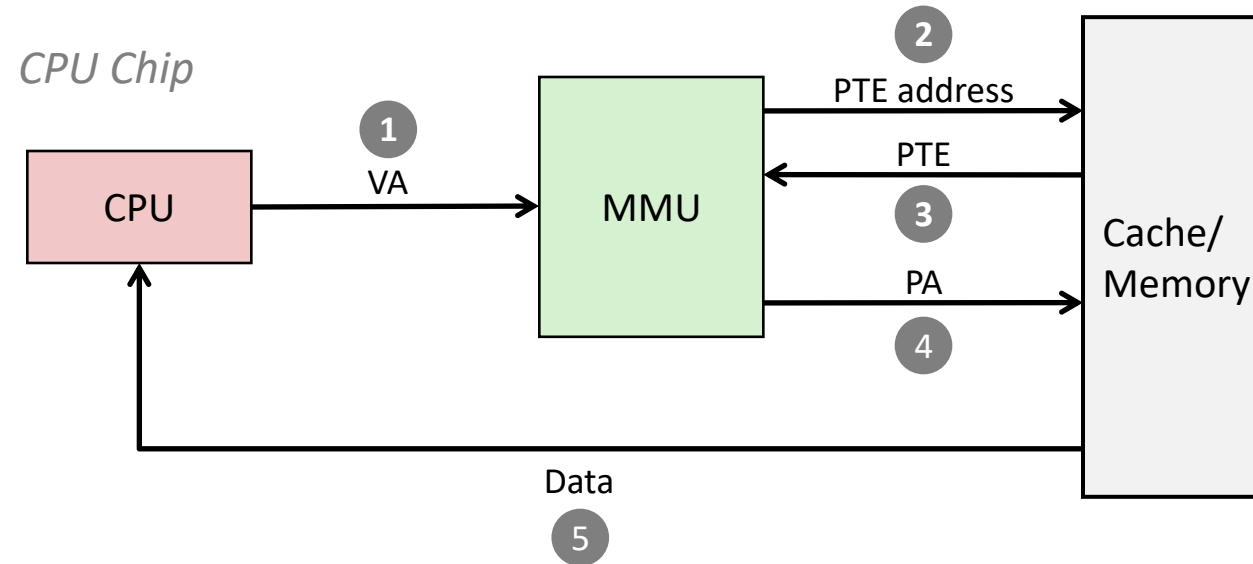 2
CPU Chip
PTE address
1
PTE
VA
CPU
MMU
3
Cache/
Memory
PA
4
Data
5